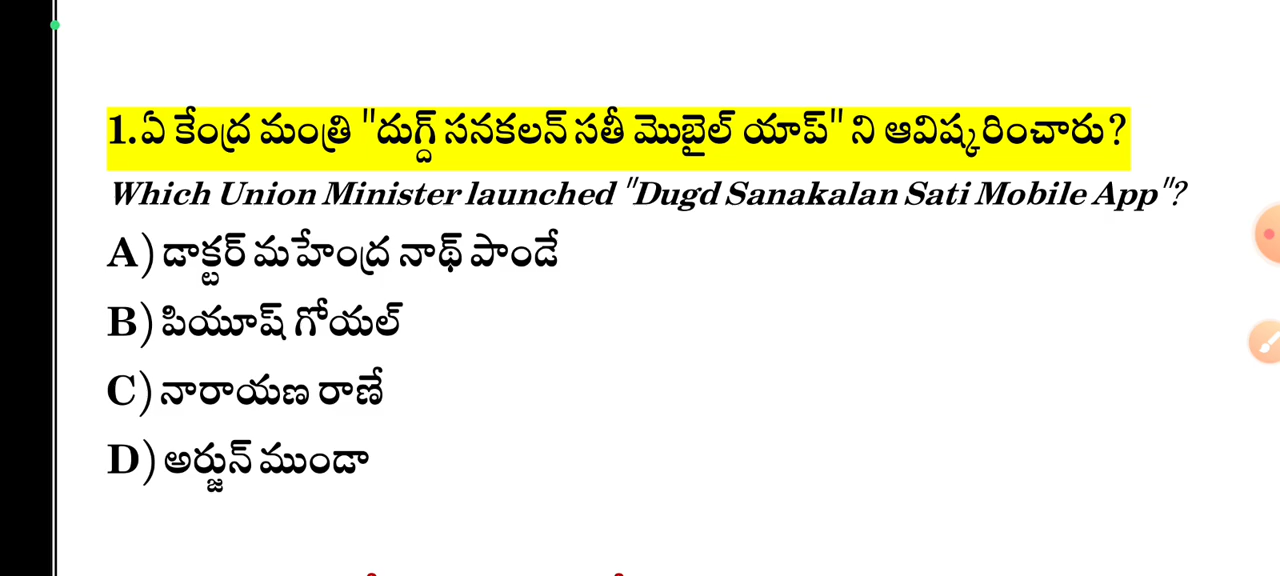 1.ఏ కేంద్ర మంత్రి "దుగ్ద్ సనకలన్ సతీ మొబైల్ యాప్" ని ఆవిష్కరించారు?
Which Union Minister launched "Dugd Sanakalan Sati Mobile App"?
A) డాక్టర్ మహేంద్ర నాథ్ పాండే
B) పియూష్ గోయల్
C) నారాయణ రాణే
D) అర్జున్ ముండా